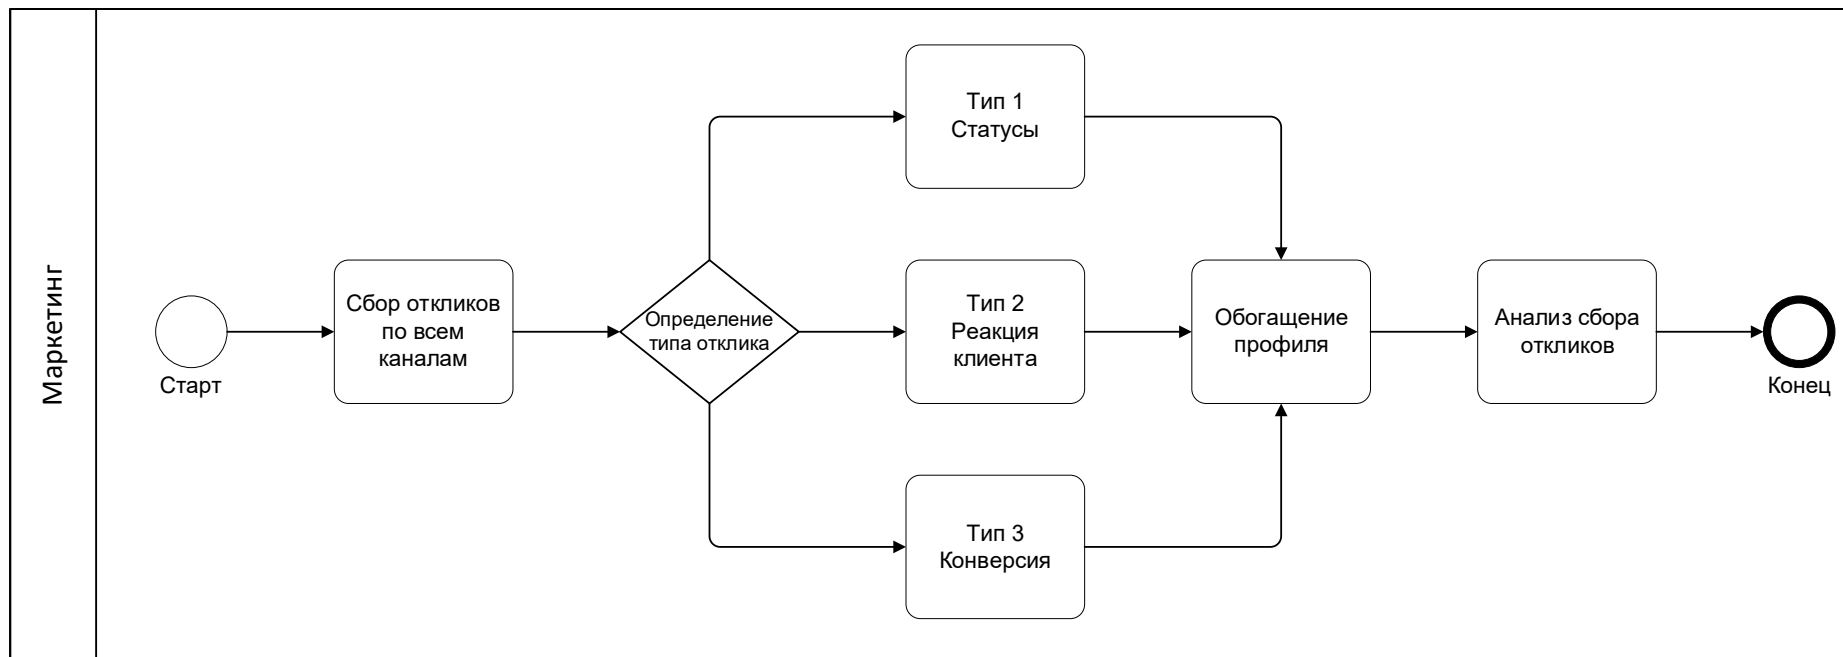 Маркетинг
Старт
Сбор откликов
по всем
каналам
Определение
типа отклика
Тип 1
Статусы
Тип 2
Реакция
клиента
Тип 3
Конверсия
Обогащение
профиля
Анализ сбора
откликов
Конец